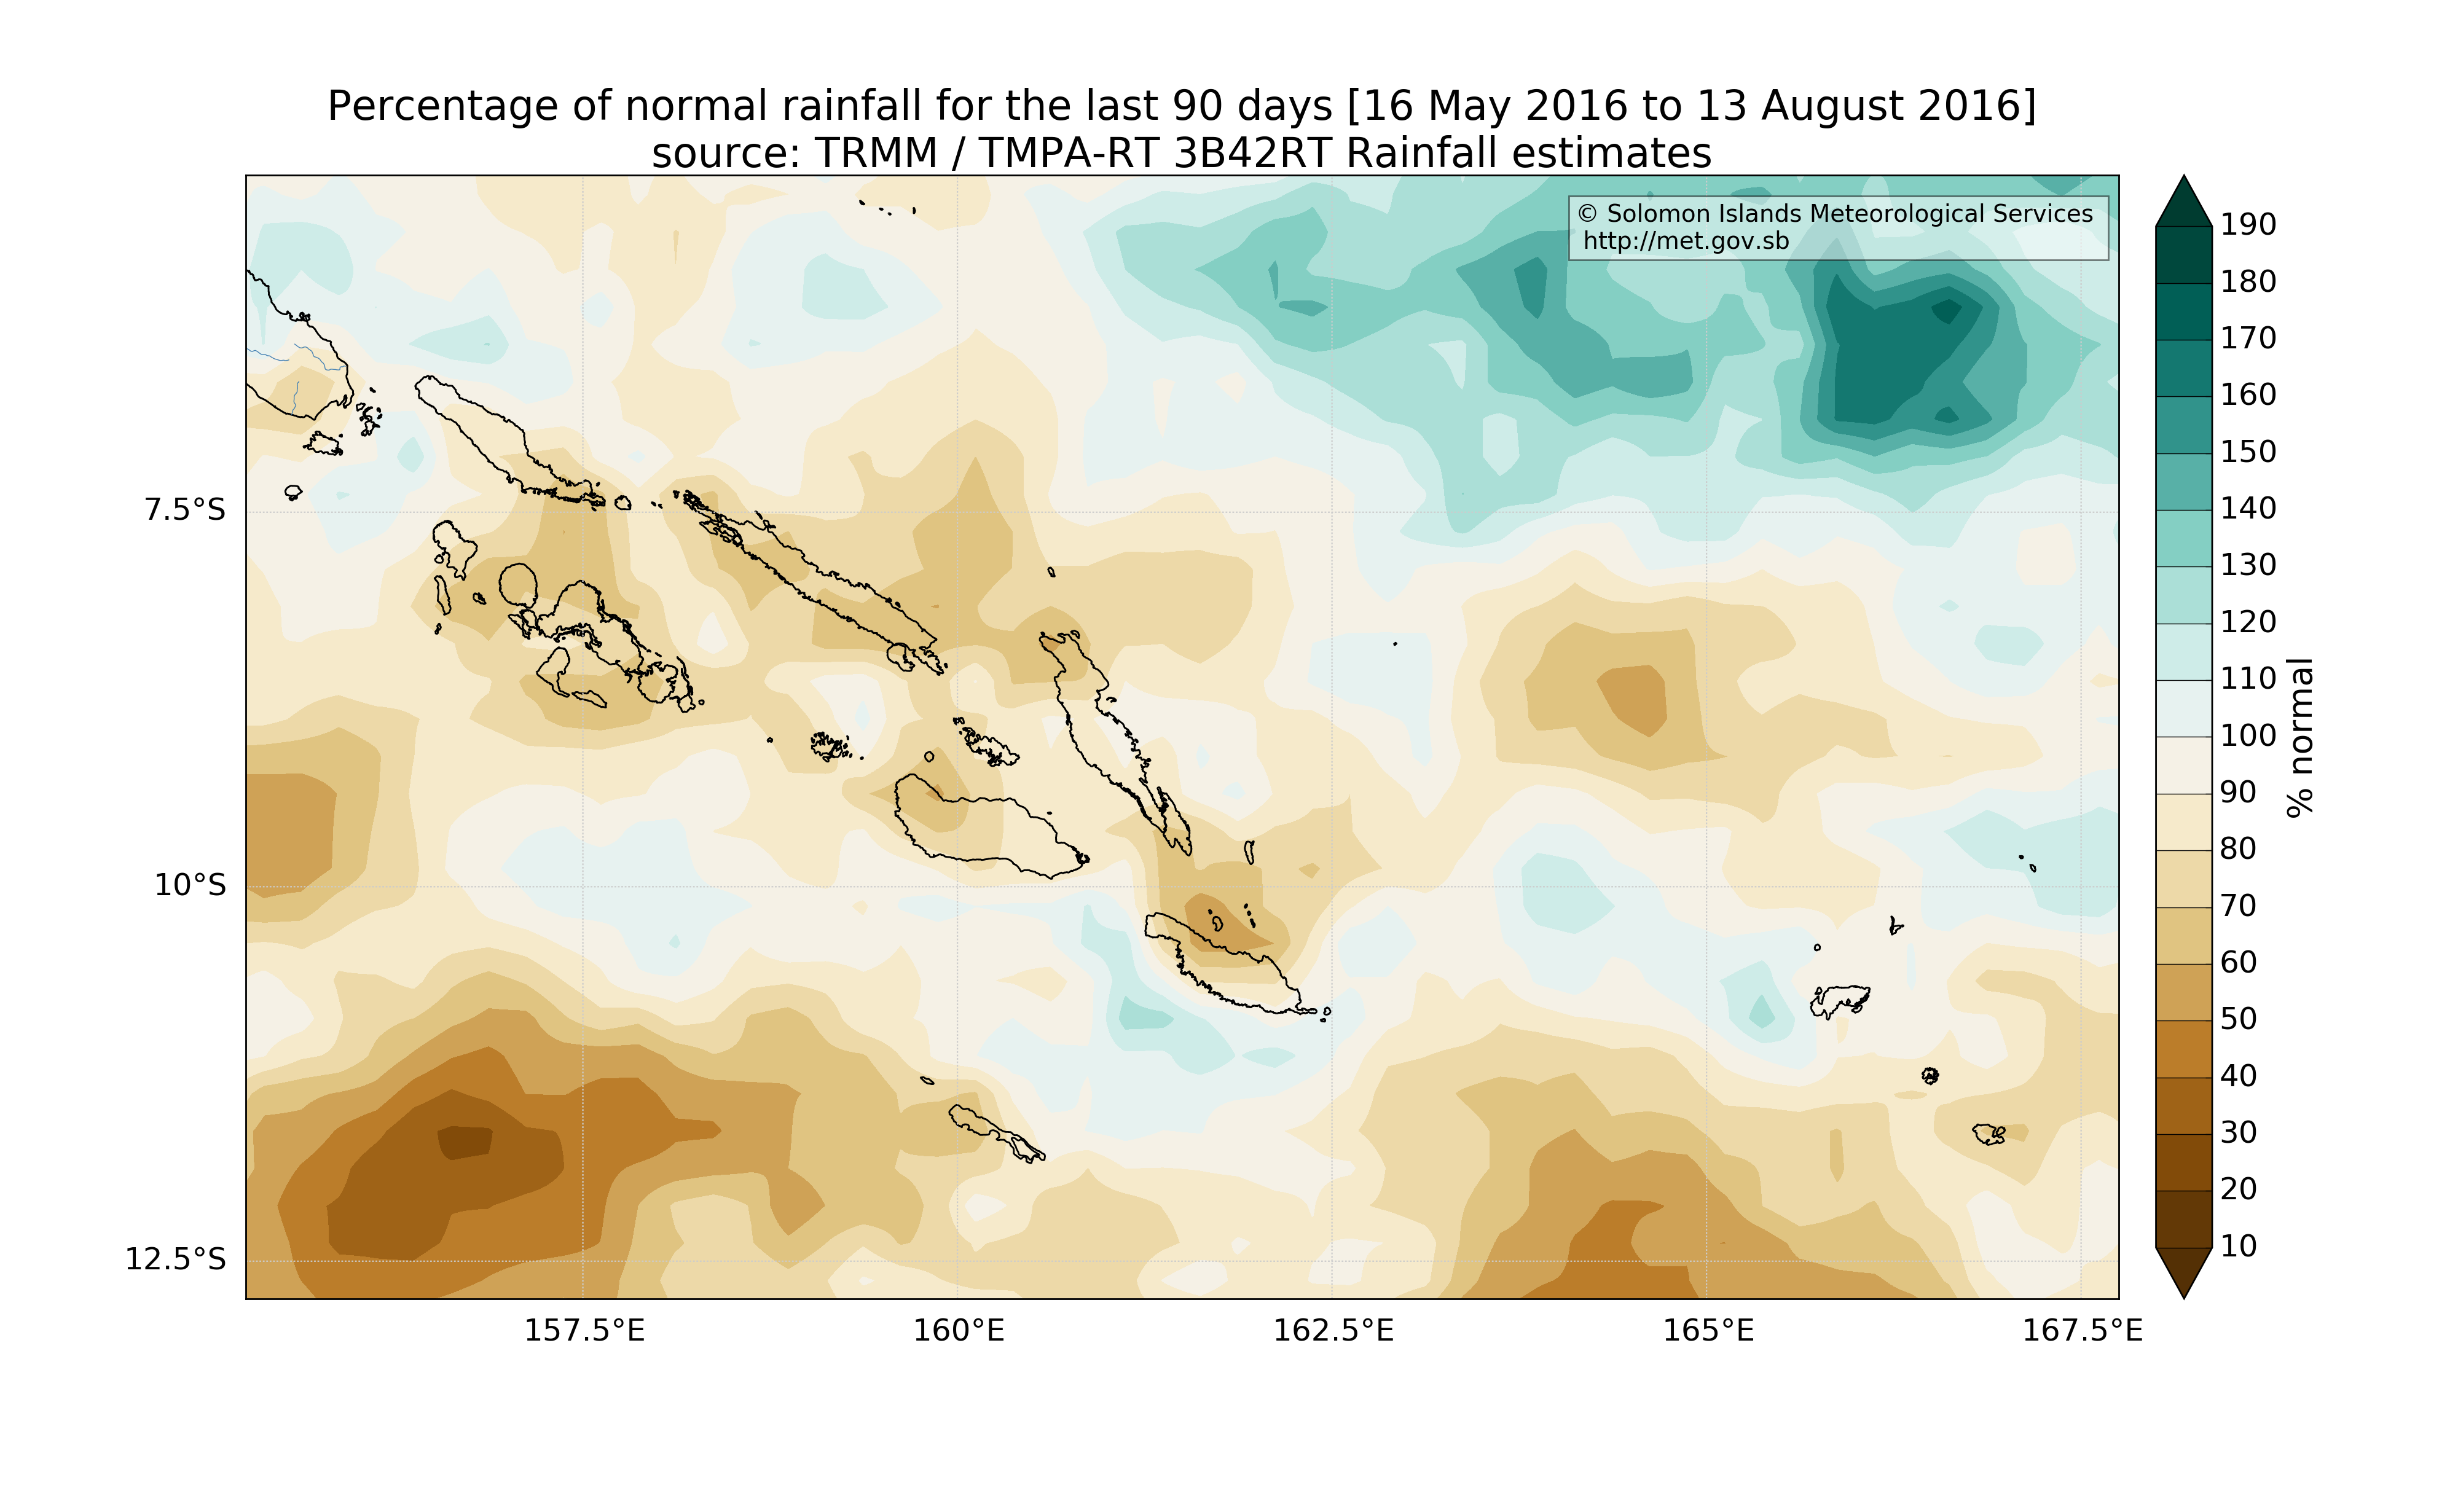 Percentage of normal rainfall for the last 90 days [16 May 2016 to 13 August 2016]
source: TRMM / TMPA-RT 3B42RT Rainfall estimates
© Solomon Islands Meteorological Services
http://met.gov.sb
7.5°S
10°S
12.5°S
157.5°E
160°E
162.5°E
165°E
167.5°E
190
180
170
160
150
140
130
120
110
100
90
80
70
60
50
40
30
20
10
% normal